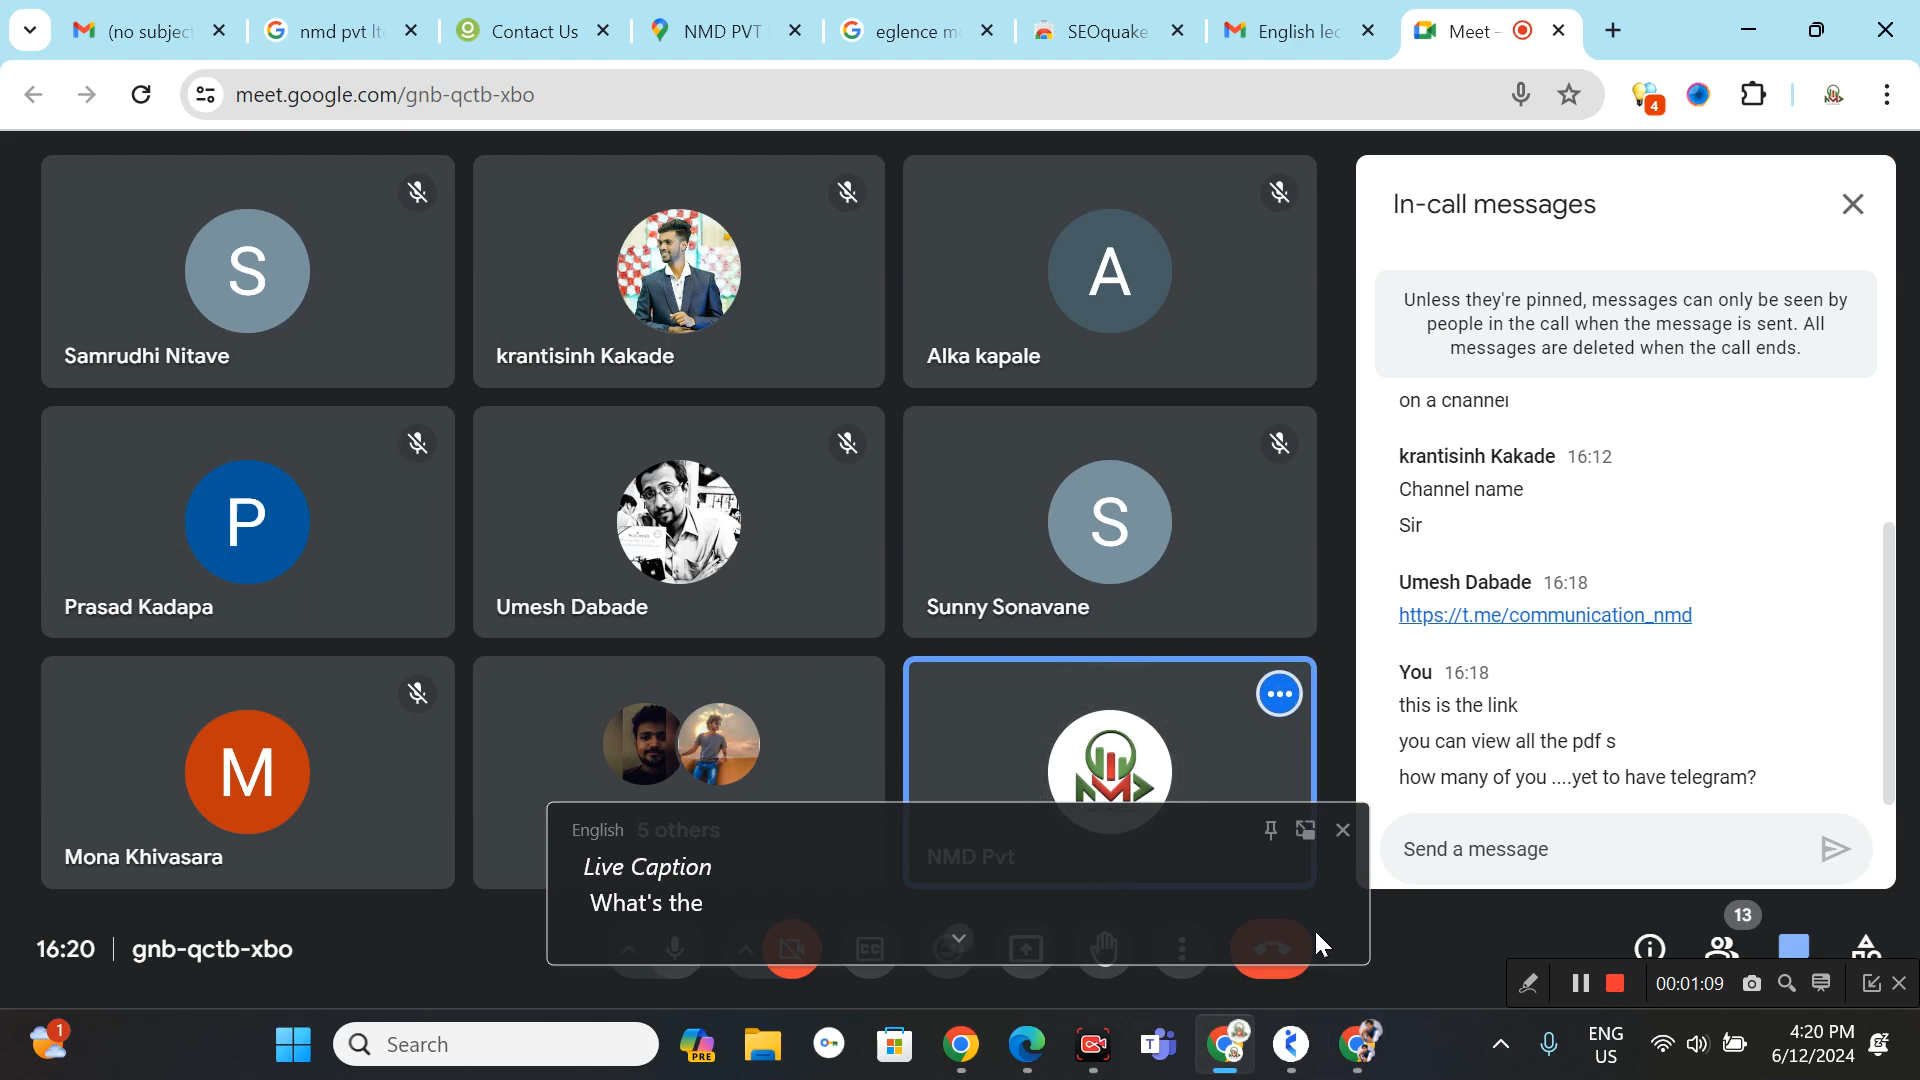 (no subjec
nmd pvt lt
Contact Us
NMD PVT
eglence m
SEOquake
English lec
Meet -
meet.google.com/gnb-qctb-xbo
4
S
Samrudhi Nitave
krantisinh Kakade
A
Alka kapale
P
Prasad Kadapa
Umesh Dabade
S
Sunny Sonavane
M
Mona Khivasara
5 others
NMD Pvt
English
Live Caption
What's the
In-call messages
Unless they're pinned, messages can only be seen by
people in the call when the message is sent. All
messages are deleted when the call ends.
on a channel
krantisinh Kakade 16:12
Channel name
Sir
Umesh Dabade 16:18
https://t.me/communication_nmd
You 16:18
this is the link
you can view all the pdf s
how many of you ....yet to have telegram?
Send a message
16:20 | gnb-qctb-xbo
13
00:01:09
1
Search
PRE
ENG
US
4:20 PM
6/12/2024